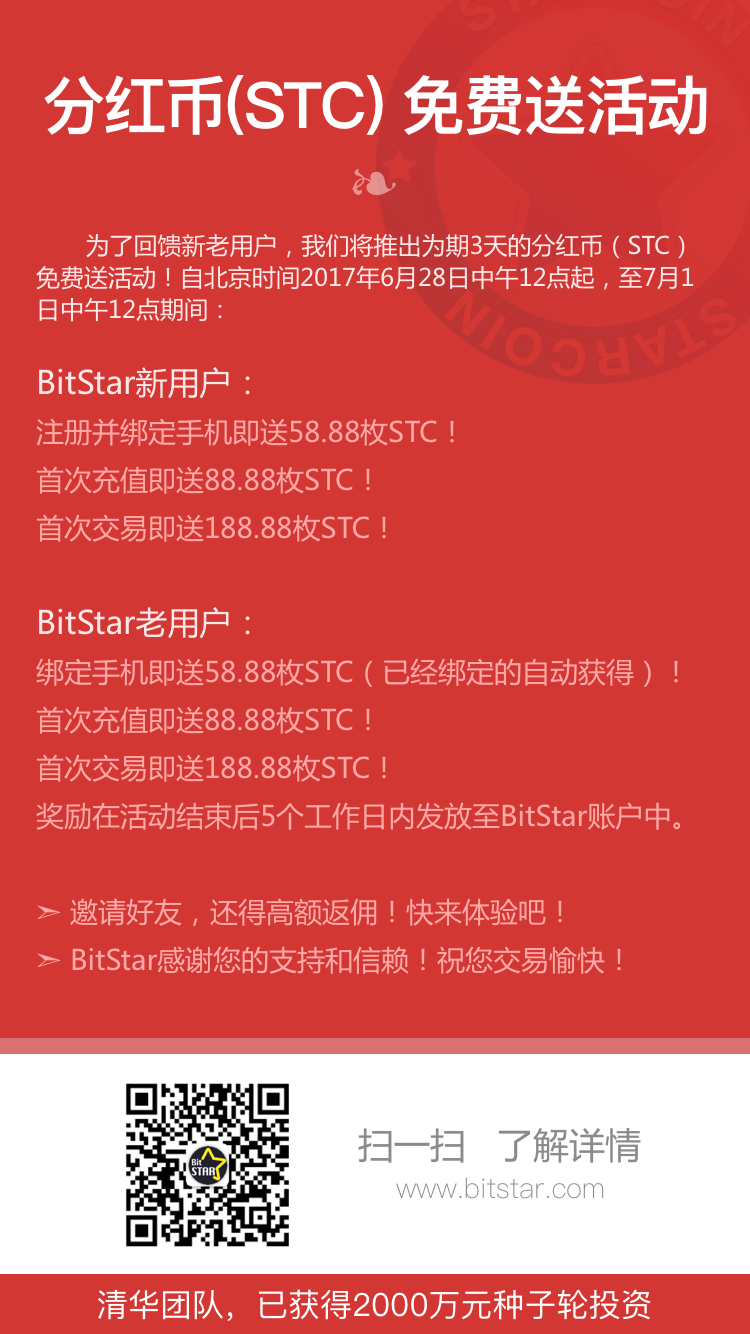 分红币(STC) 免费送活动
为了回馈新老用户，我们将推出为期3天的分红币（STC）
免费送活动！自北京时间2017年6月28日中午12点起，至7月1
日中午12点期间：
STARCOIN
BitStar新用户：
注册并绑定手机即送58.88枚STC！
首次充值即送88.88枚STC！
首次交易即送188.88枚STC！
BitStar老用户：
绑定手机即送58.88枚STC（已经绑定的自动获得）！
首次充值即送88.88枚STC！
首次交易即送188.88枚STC！
奖励在活动结束后5个工作日内发放至BitStar账户中。
➣ 邀请好友，还得高额返佣！快来体验吧！
➣ BitStar感谢您的支持和信赖！祝您交易愉快！
Bit
STAR
扫一扫 了解详情
www.bitstar.com
清华团队，已获得2000万元种子轮投资